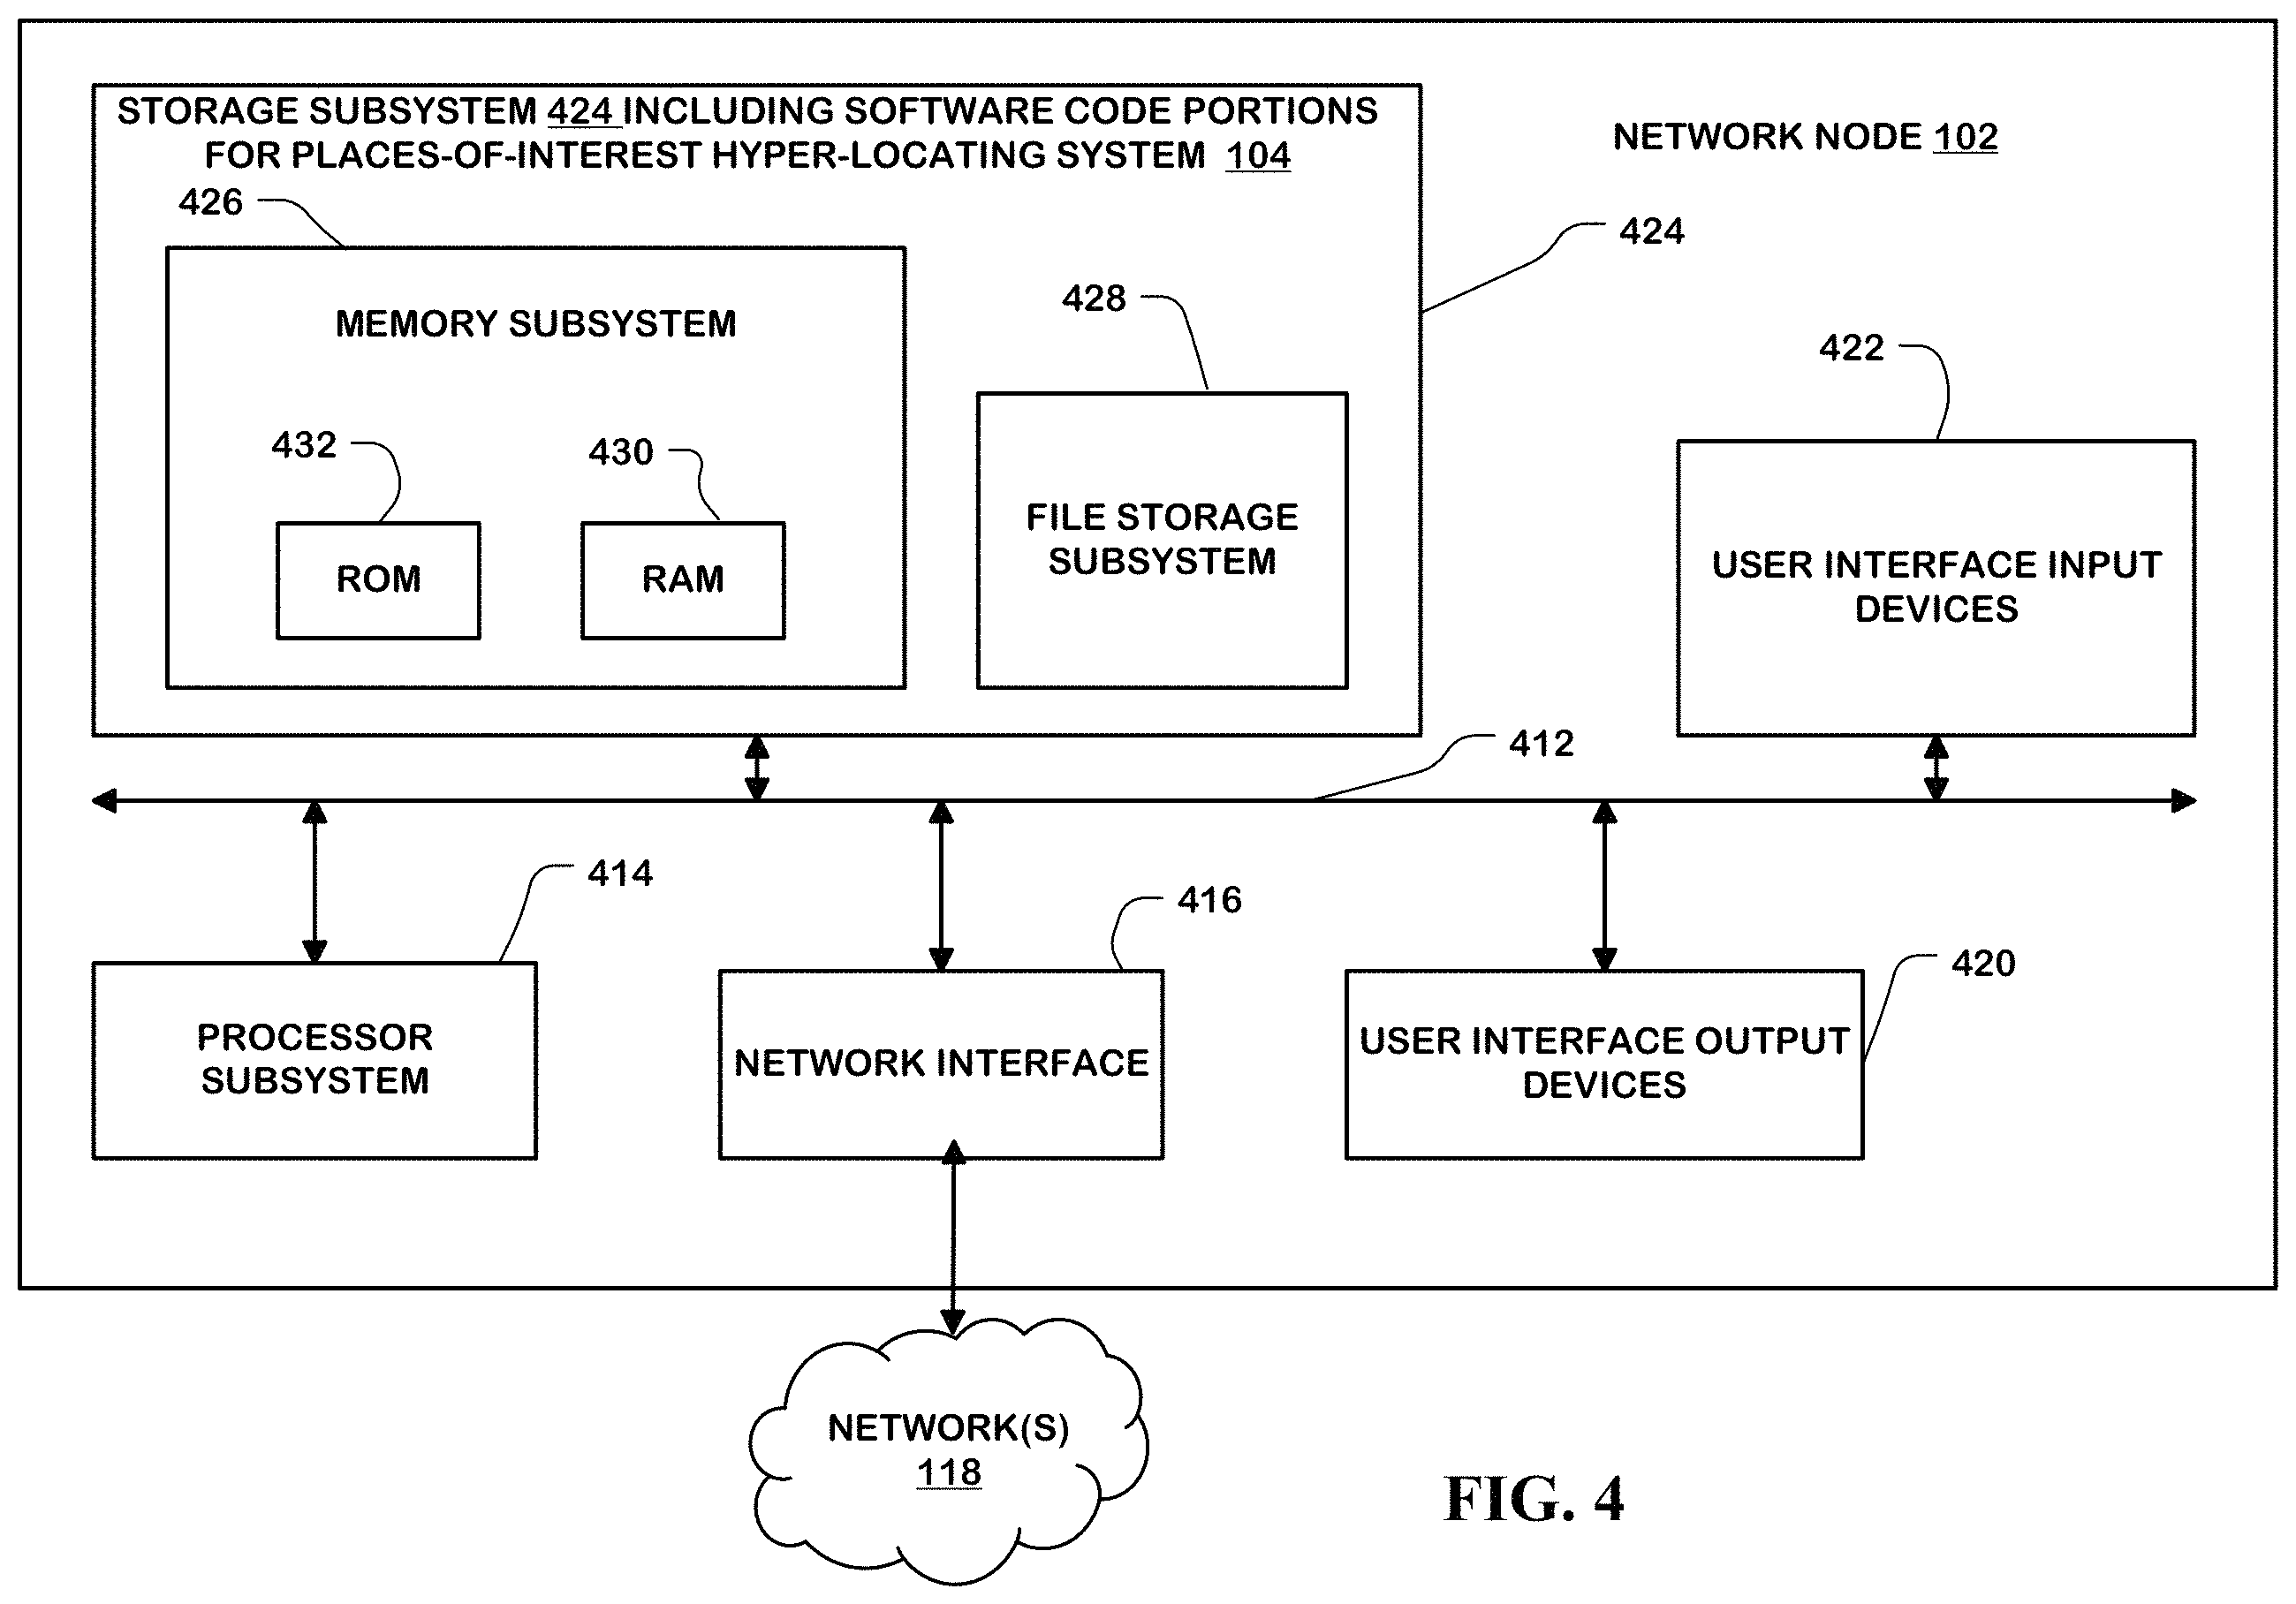 STORAGE SUBSYSTEM 424 INCLUDING SOFTWARE CODE PORTIONS
FOR PLACES-OF-INTEREST HYPER-LOCATING SYSTEM 104
NETWORK NODE 102
426
424
MEMORY SUBSYSTEM
428
422
432
430
ROM
RAM
FILE STORAGE
SUBSYSTEM
USER INTERFACE INPUT
DEVICES
412
414
416
420
PROCESSOR
SUBSYSTEM
NETWORK INTERFACE
USER INTERFACE OUTPUT
DEVICES
NETWORK(S)
118
FIG. 4